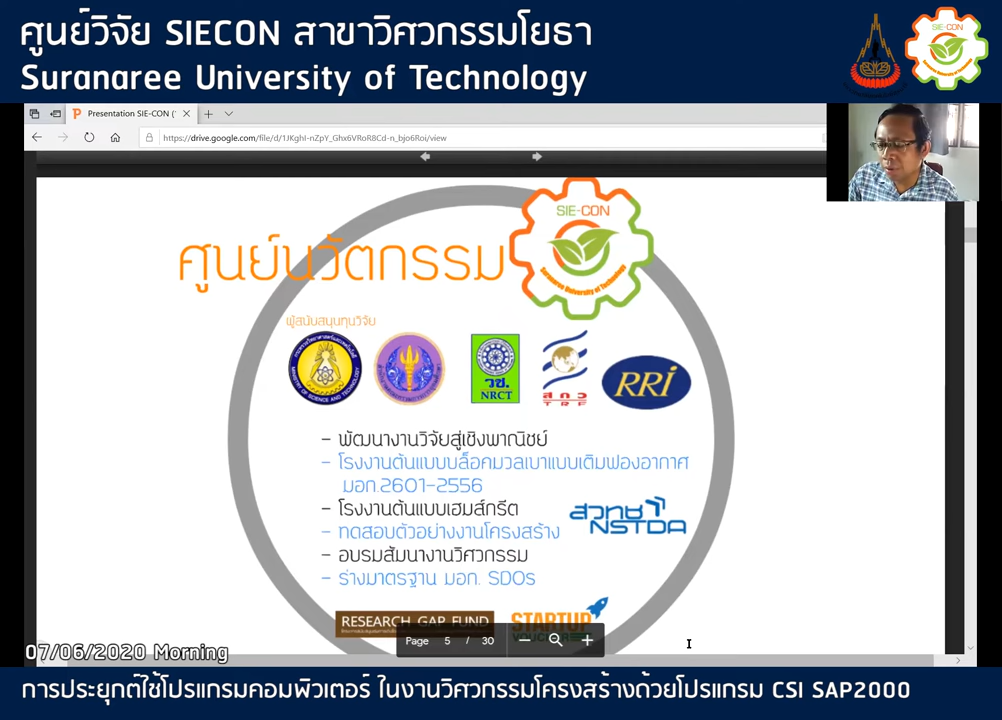 ศูนย์วิจัย SIECON สาขาวิศวกรรมโยธา
Suranaree University of Technology
SIE-CON
Presentation SIE-CON (
https://drive.google.com/file/d/1JKghI-nZpY_Ghx6VRoR8Cd-n_bjo6Roi/view
ศูนย์นวัตกรรม
SIE-CON
Suranaree University of Technology
ผู้สนับสนุนทุนวิจัย
MINISTRY OF SCIENCE AND TECHNOLOGY
วช.
NRCT
สกว
TRF
RRi
- พัฒนางานวิจัยสู่เชิงพาณิชย์
- โรงงานต้นแบบบล็อคมวลเบาแบบเติมฟองอากาศ
มอก.2601-2556
- โรงงานต้นแบบเฮมส์กรีต
สวทช
NSTDA
- ทดสอบตัวอย่างงานโครงสร้าง
- อบรมสัมนางานวิศวกรรม
- ร่างมาตรฐาน มอก. SDOs
RESEARCH GAP FUND
STARTUP
VOUCHER
Page 5 / 30
07/06/2020 Morning
การประยุกต์ใช้โปรแกรมคอมพิวเตอร์ ในงานวิศวกรรมโครงสร้างด้วยโปรแกรม CSI SAP2000